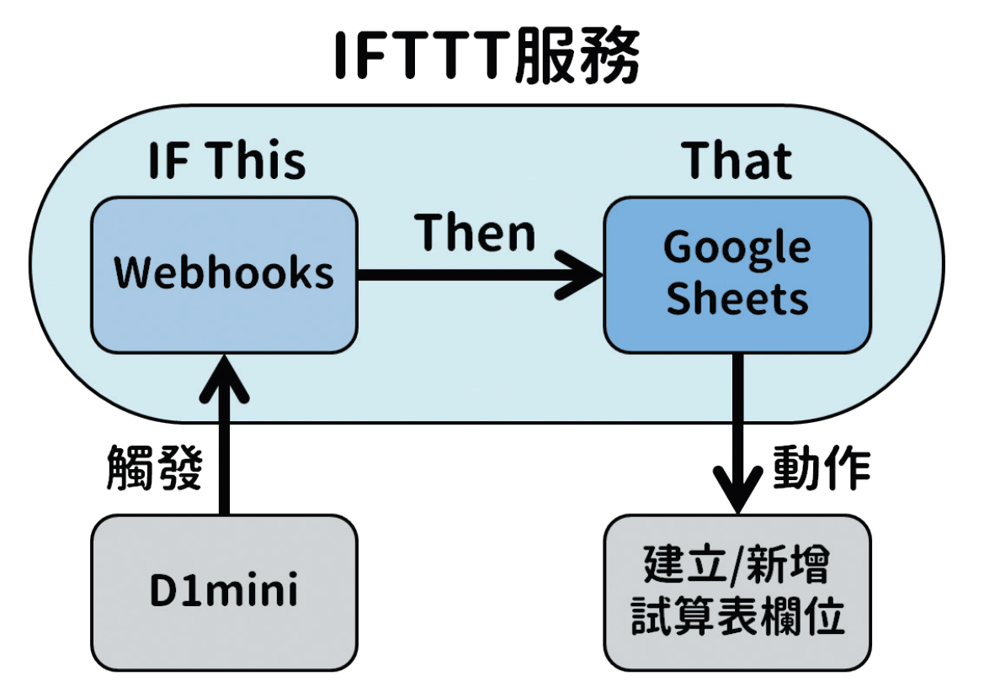 IFTTT服務
IF This
That
Webhooks
Then
Google
Sheets
觸發
動作
D1mini
建立/新增
試算表欄位